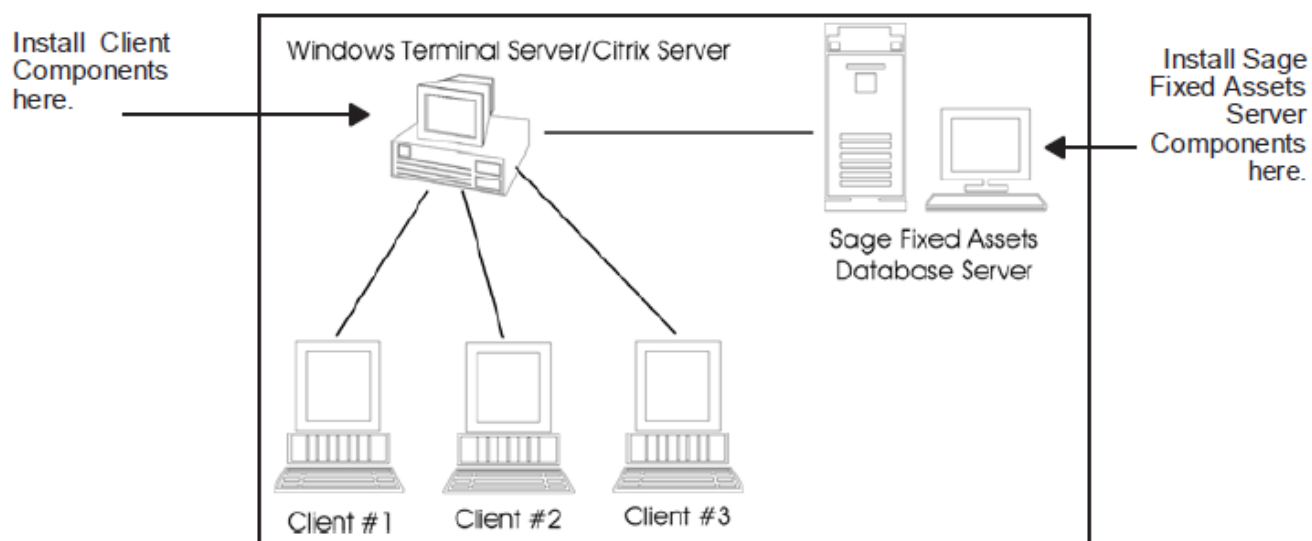 Install Client
Components
here.
Windows Terminal Server/Citrix Server
Install Sage
Fixed Assets
Server
Components
here.
Sage Fixed Assets
Database Server
Client #1
Client #2
Client #3